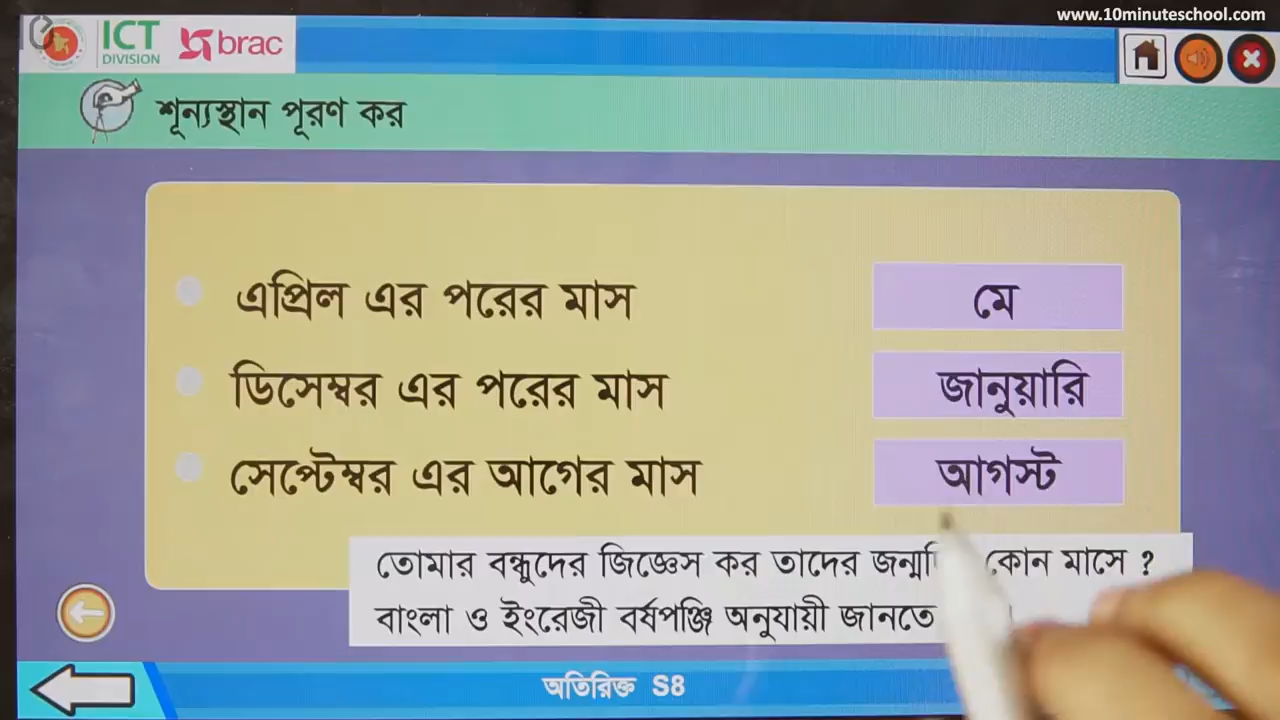 www.10minuteschool.com
ICT
DIVISION
brac
শূন্যস্থান পূরণ কর
এপ্রিল এর পরের মাস মে
ডিসেম্বর এর পরের মাস জানুয়ারি
সেপ্টেম্বর এর আগের মাস আগস্ট
তোমার বন্ধুদের জিজ্ঞেস কর তাদের কোন মাসে ?
বাংলা ও ইংরেজী বর্ষপঞ্জি অনুযায়ী জানতে
অতিরিক্ত S8